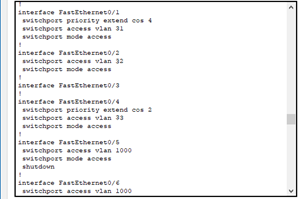 !
interface FastEthernet0/1
switchport priority extend cos 4
switchport access vlan 31
switchport mode access
!
interface FastEthernet0/2
switchport access vlan 32
switchport mode access
!
interface FastEthernet0/3
!
interface FastEthernet0/4
switchport priority extend cos 2
switchport access vlan 33
switchport mode access
!
interface FastEthernet0/5
switchport access vlan 1000
switchport mode access
shutdown
!
interface FastEthernet0/6
switchport access vlan 1000